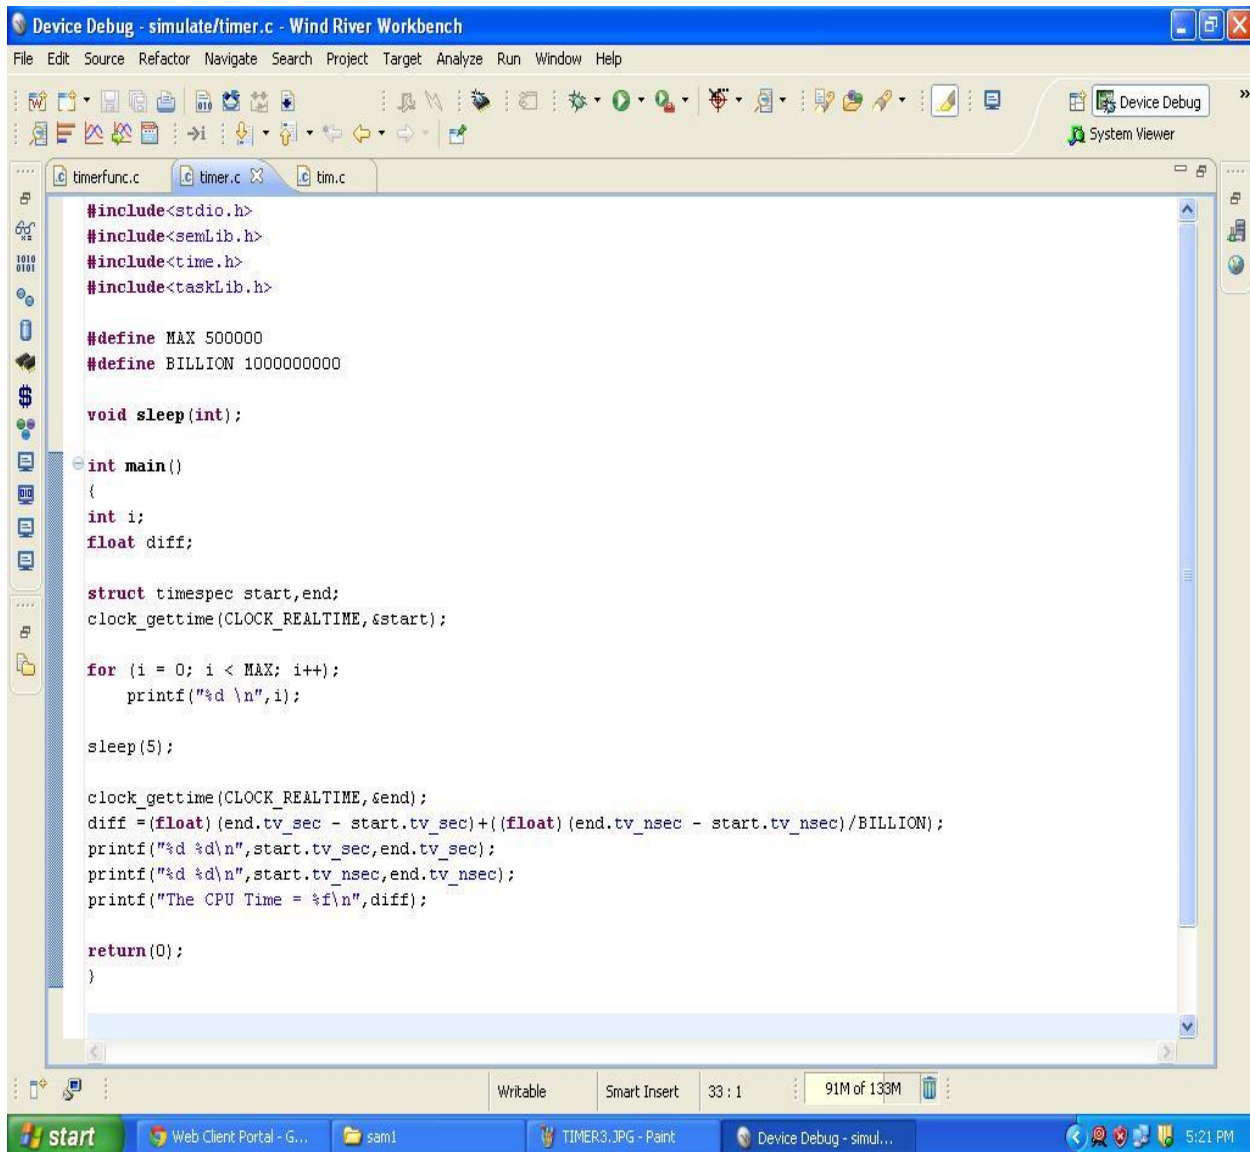 Device Debug - simulate/timer.c - Wind River Workbench
File Edit Source Refactor Navigate Search Project Target Analyze Run Window Help
Device Debug
System Viewer
timerfunc.c timer.c tim.c
#include<stdio.h>
#include<semLib.h>
#include<time.h>
#include<taskLib.h>
#define MAX 500000
#define BILLION 1000000000
void sleep(int);
int main()
{
int i;
float diff;
struct timespec start,end;
clock_gettime(CLOCK_REALTIME,&start);
for (i = 0; i < MAX; i++);
printf("%d \n",i);
sleep(5);
clock_gettime(CLOCK_REALTIME,&end);
diff =(float)(end.tv_sec - start.tv_sec)+((float)(end.tv_nsec - start.tv_nsec)/BILLION);
printf("%d %d\n",start.tv_sec,end.tv_sec);
printf("%d %d\n",start.tv_nsec,end.tv_nsec);
printf("The CPU Time = %f\n",diff);
return(0);
}
Writable Smart Insert 33 : 1 91M of 133M
start Web Client Portal - G... sam1 TIMER3.JPG - Paint Device Debug - simul... 5:21 PM